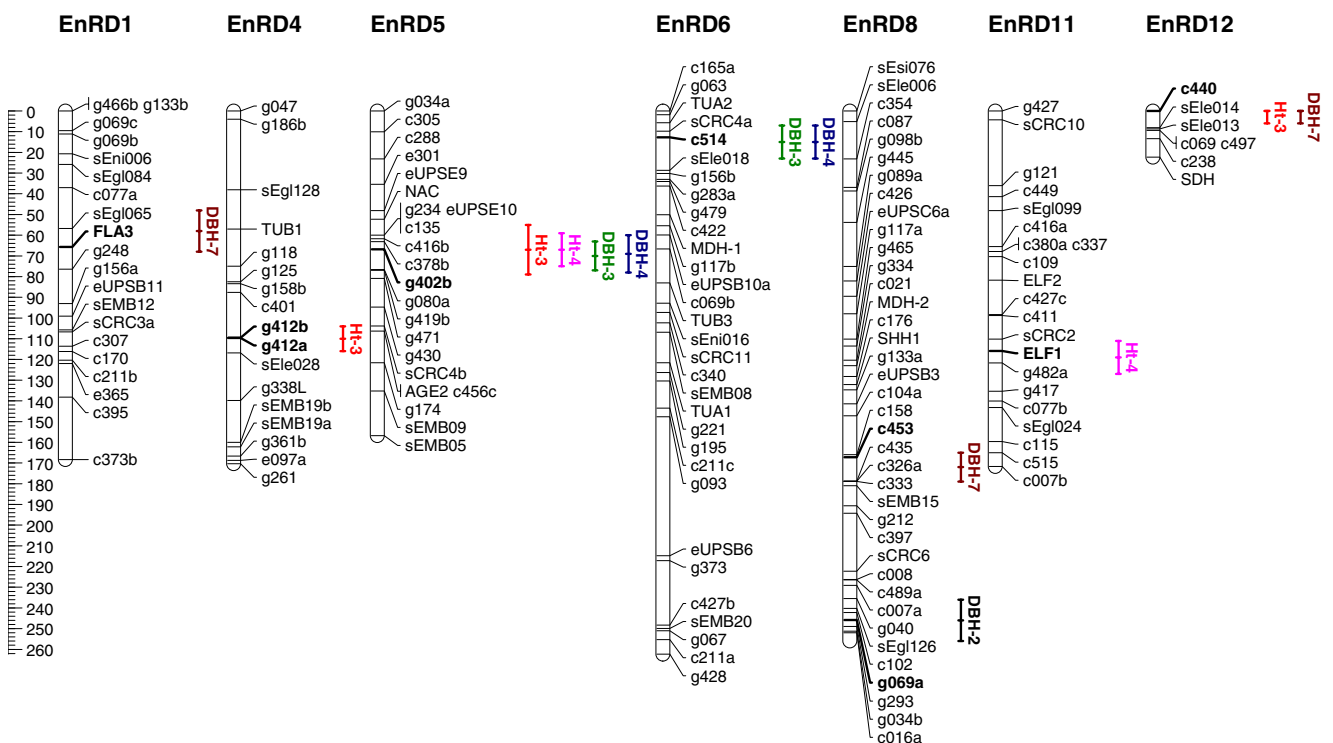 EnRD1
EnRD4
EnRD5
EnRD6
EnRD8
EnRD11
EnRD12
0
10
20
30
40
50
60
70
80
90
100
110
120
130
140
150
160
170
180
190
200
210
220
230
240
250
260
g466b g133b
g069c
g069b
sEni006
sEgl084
c077a
sEgl065
FLA3
g248
g156a
eUPSB11
sEMB12
sCRC3a
c307
c170
c211b
e365
c395
c373b
DBH-7
g047
g186b
sEgl128
TUB1
g118
g125
g158b
c401
g412b
g412a
sEle028
g338L
sEMB19b
sEMB19a
g361b
e097a
g261
Ht-3
g034a
c305
c288
e301
eUPSE9
NAC
g234 eUPSE10
c135
c416b
c378b
g402b
g080a
g419b
g471
g430
sCRC4b
AGE2 c456c
g174
sEMB09
sEMB05
Ht-3
Ht-4
DBH-3
DBH-4
c165a
g063
TUA2
sCRC4a
c514
sEle018
g156b
g283a
g479
c422
MDH-1
g117b
eUPSB10a
c069b
TUB3
sEni016
sCRC11
c340
sEMB08
TUA1
g221
g195
c211c
g093
eUPSB6
g373
c427b
sEMB20
g067
c211a
g428
DBH-3
DBH-4
sEsi076
sEle006
c354
c087
g098b
g445
g089a
c426
eUPSC6a
g117a
g465
g334
c021
MDH-2
c176
SHH1
g133a
eUPSB3
c104a
c158
c453
c435
c326a
c333
sEMB15
g212
c397
sCRC6
c008
c489a
c007a
g040
sEgl126
c102
g069a
g293
g034b
c016a
DBH-7
DBH-2
g427
sCRC10
g121
c449
sEgl099
c416a
c380a c337
c109
ELF2
c427c
c411
sCRC2
ELF1
g482a
g417
c077b
sEgl024
c115
c515
c007b
Ht-4
c440
sEle014
sEle013
c069 c497
c238
SDH
Ht-3
DBH-7